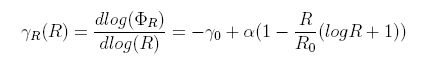 γ_R(R) = dlog(Φ_R)/dlog(R) = −γ_0 + α(1 − R/R_0(logR + 1))